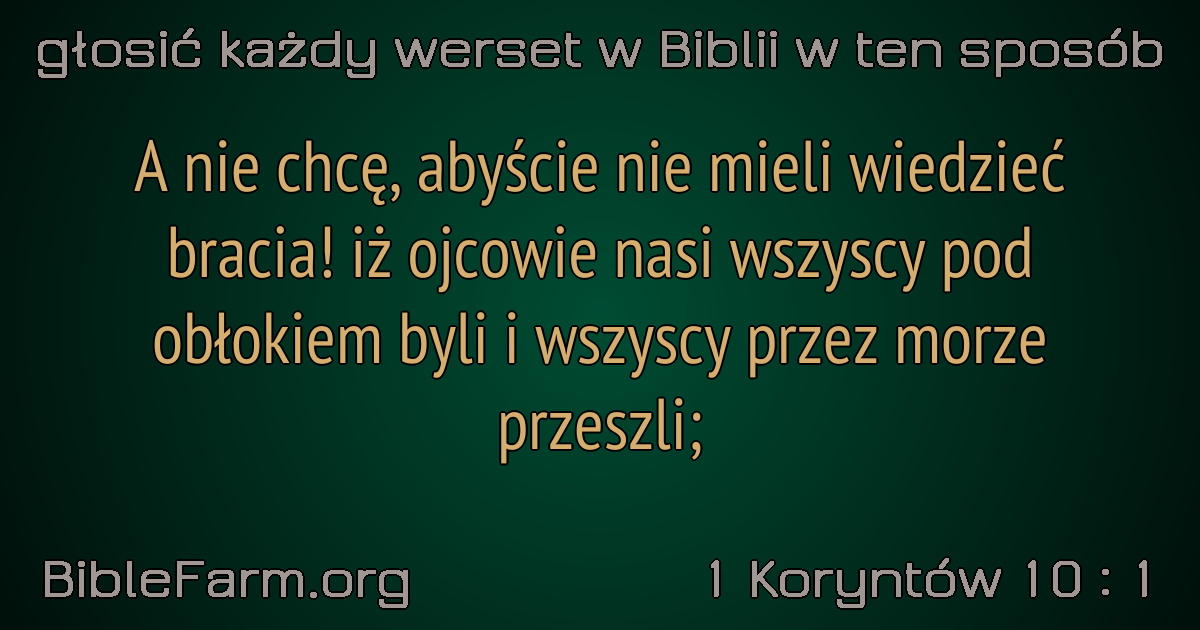 głosić każdy werset w Biblii w ten sposób
A nie chcę, abyście nie mieli wiedzieć
bracia! iż ojcowie nasi wszyscy pod
obłokiem byli i wszyscy przez morze
przeszli;
BibleFarm.org
1 Koryntów 10 : 1